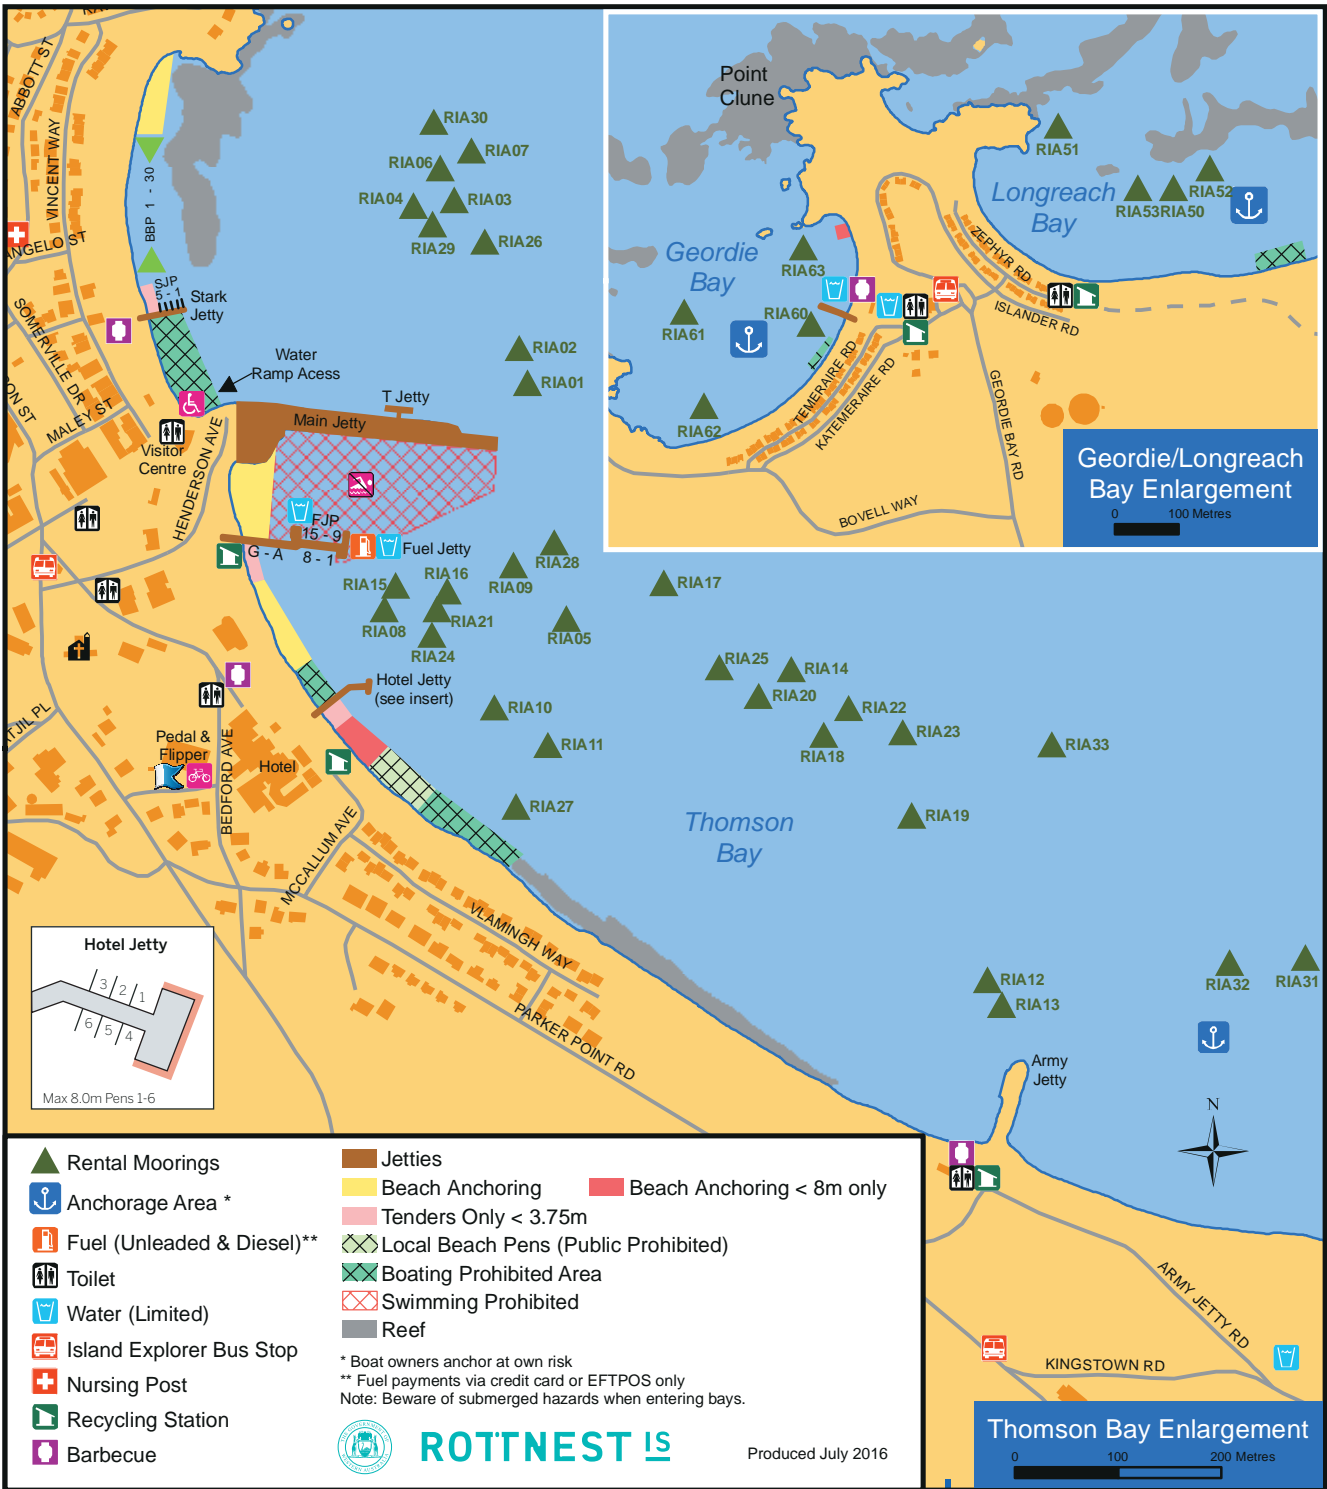 ABBOTT ST
VINCENT WAY
ANGELO ST
SOMERVILLE DR
MALEY ST
HENDERSON AVE
BBP 1 - 30
SJP
5 - 1
Stark
Jetty
Water
Ramp Acess
T Jetty
Main Jetty
Visitor
Centre
FJP
15 - 9
G - A
8 - 1
Fuel Jetty
RIA30
RIA07
RIA06
RIA04
RIA03
RIA29
RIA26
RIA02
RIA01
RIA28
RIA09
RIA16
RIA15
RIA21
RIA08
RIA24
RIA05
RIA17
RIA25
RIA14
RIA20
RIA22
RIA18
RIA23
RIA33
RIA10
RIA11
RIA27
RIA19
RIA12
RIA13
RIA32
RIA31
Hotel Jetty
(see insert)
Pedal &
Flipper
Hotel
BEDFORD AVE
MCCALLUM AVE
VLAMINGH WAY
PARKER POINT RD
Thomson
Bay
Army
Jetty
ARMY JETTY RD
KINGSTOWN RD
N
Point
Clune
Geordie
Bay
Longreach
Bay
RIA51
RIA52
RIA53
RIA50
RIA63
RIA60
RIA61
RIA62
ZEPHYR RD
ISLANDER RD
TEMERAIRE RD
KATEMERAIRE RD
GEORDIE BAY RD
BOVELL WAY
Geordie/Longreach
Bay Enlargement
0 100 Metres
Hotel Jetty
3 2 1
6 5 4
Max 8.0m Pens 1-6
Rental Moorings
Anchorage Area *
Fuel (Unleaded & Diesel)**
Toilet
Water (Limited)
Island Explorer Bus Stop
Nursing Post
Recycling Station
Barbecue
Jetties
Beach Anchoring
Beach Anchoring < 8m only
Tenders Only < 3.75m
Local Beach Pens (Public Prohibited)
Boating Prohibited Area
Swimming Prohibited
Reef
* Boat owners anchor at own risk
** Fuel payments via credit card or EFTPOS only
Note: Beware of submerged hazards when entering bays.
ROTTNEST IS
Produced July 2016
Thomson Bay Enlargement
0 100 200 Metres